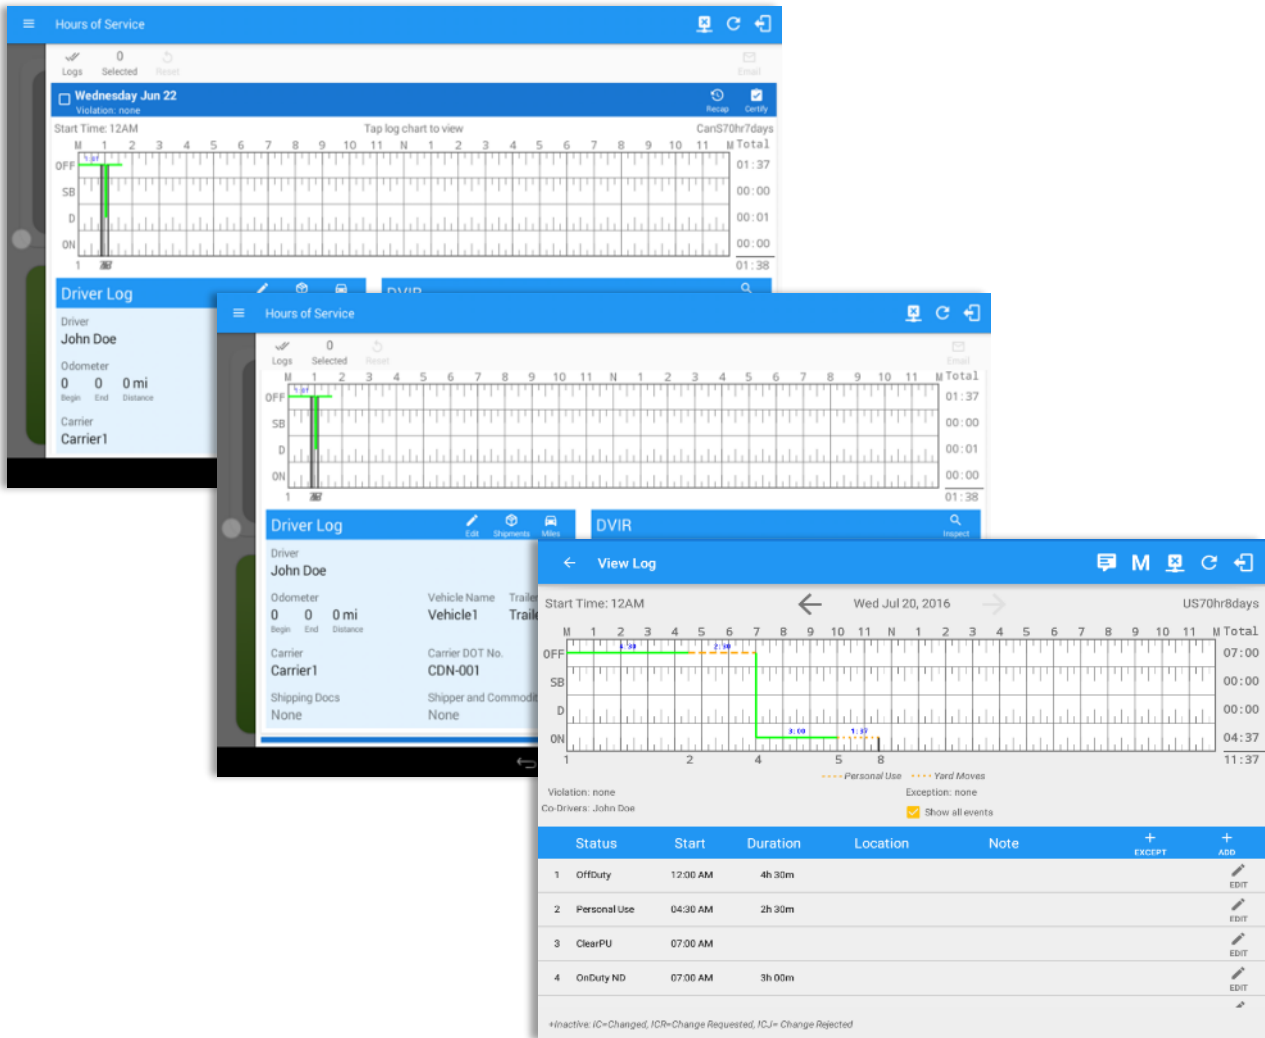 Hours of Service
Logs
0
Selected
Reset
Email
Wednesday Jun 22
Violation: none
Recap
Certify
Start Time: 12AM
Tap log chart to view
CanS70hr7days
M 1 2 3 4 5 6 7 8 9 10 11 N 1 2 3 4 5 6 7 8 9 10 11 M Total
OFF 01:37
SB 00:00
D 00:01
ON 00:00
1
01:38
Driver Log
DVIR
Driver
John Doe
Odometer
0 0 0 mi
Begin End Distance
Carrier
Carrier1
Hours of Service
Logs
0
Selected
Reset
Email
M 1 2 3 4 5 6 7 8 9 10 11 N 1 2 3 4 5 6 7 8 9 10 11 M Total
OFF 01:37
SB 00:00
D 00:01
ON 00:00
1
01:38
Driver Log
Edit
Shipments
Miles
DVIR
Inspect
Driver
John Doe
Odometer Vehicle Name
0 0 0 mi Vehicle1
Begin End Distance
Carrier Carrier DOT No.
Carrier1 CDN-001
Shipping Docs
None None
View Log
M
Start Time: 12AM
Wed Jul 20, 2016
US70hr8days
M 1 2 3 4 5 6 7 8 9 10 11 N 1 2 3 4 5 6 7 8 9 10 11 M Total
4:30 2:30
OFF 07:00
SB 00:00
D 00:00
3:00 1:37
ON 04:37
1 2 4 5 8 11:37
Personal Use Yard Moves
Violation: none
Exception: none
Co-Drivers: John Doe
Show all events
Status Start Duration Location Note + EXCEPT + ADD
1 OffDuty 12:00 AM 4h 30m EDIT
2 Personal Use 04:30 AM 2h 30m EDIT
3 ClearPU 07:00 AM EDIT
4 OnDuty ND 07:00 AM 3h 00m EDIT
+Inactive: IC=Changed, ICR=Change Requested, ICJ= Change Rejected